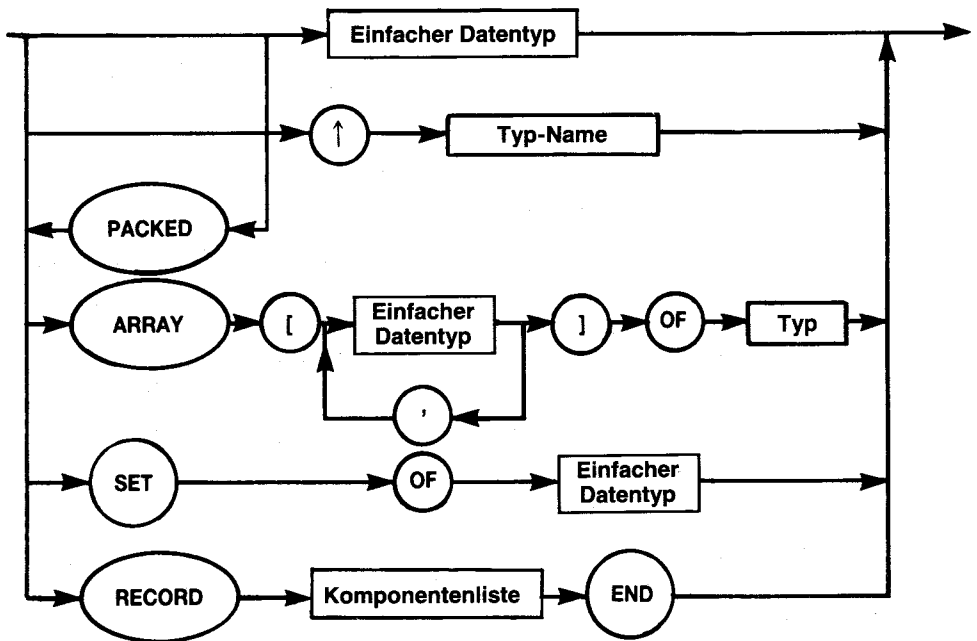 Einfacher Datentyp
↑ Typ-Name
PACKED
ARRAY [ Einfacher
Datentyp ] OF Typ
,
SET OF Einfacher
Datentyp
RECORD Komponentenliste END